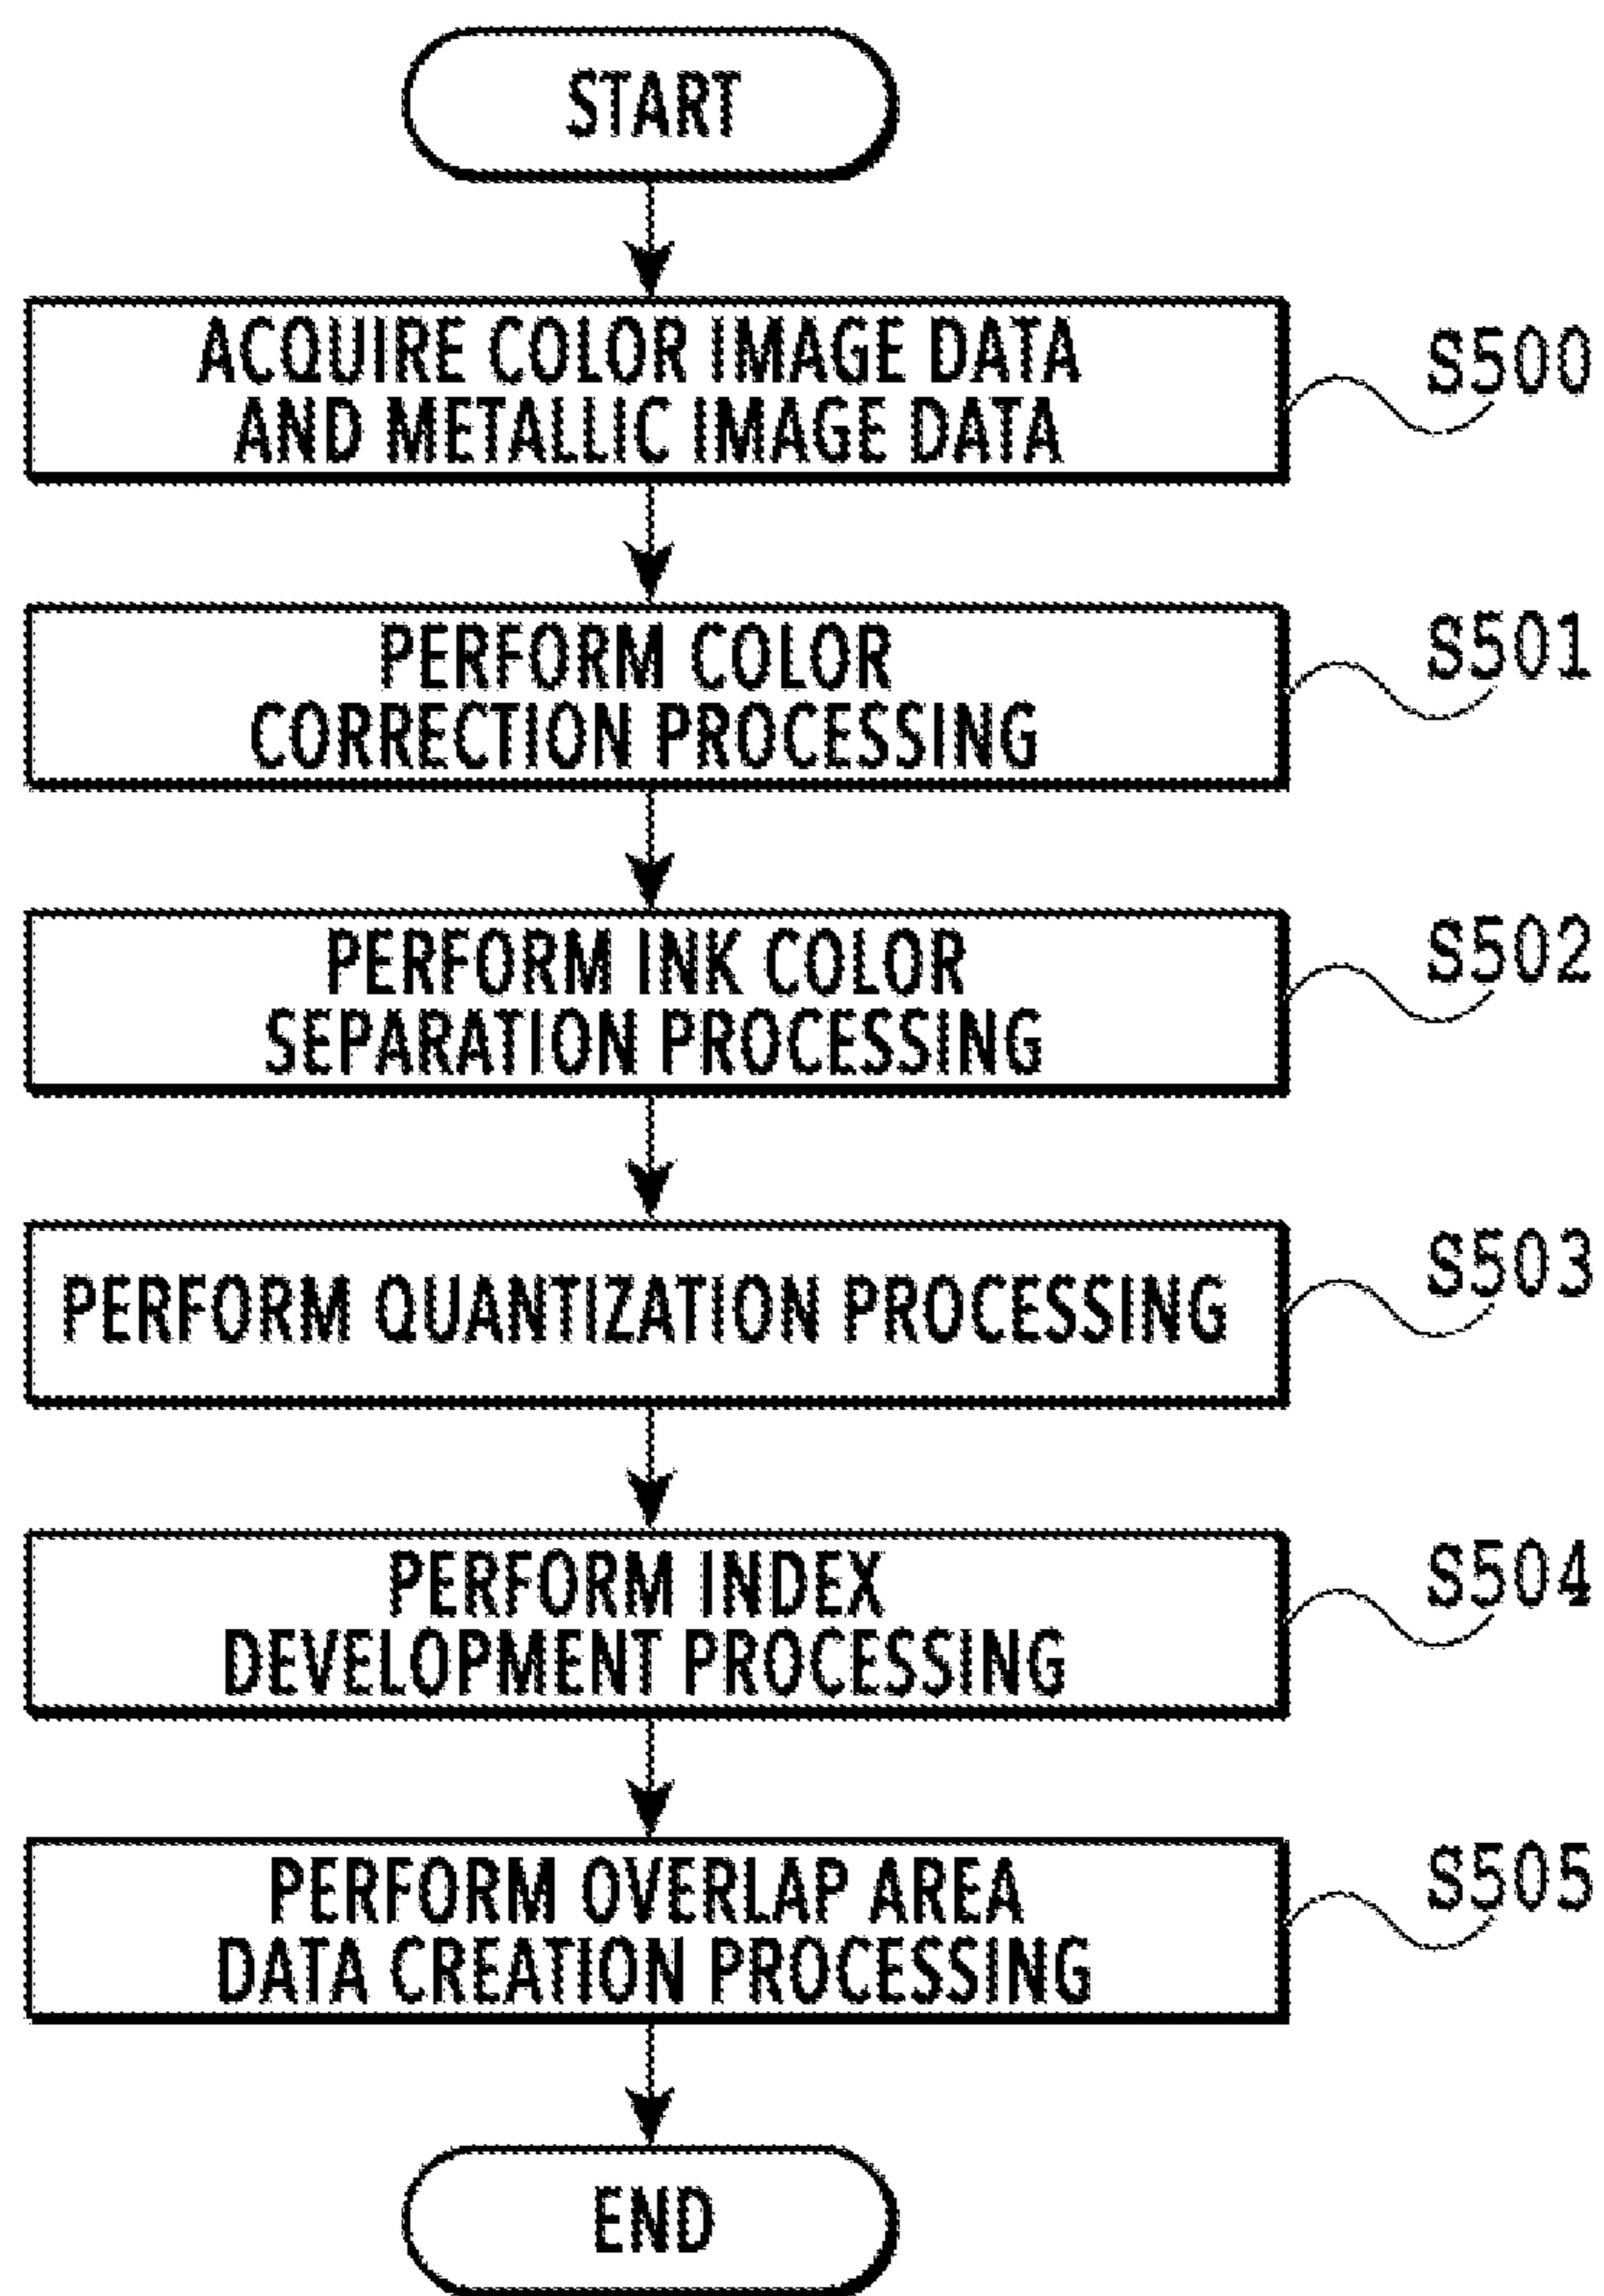 START
ACQUIRE COLOR IMAGE DATA
AND METALLIC IMAGE DATA
S500
PERFORM COLOR
CORRECTION PROCESSING
S501
PERFORM INK COLOR
SEPARATION PROCESSING
S502
PERFORM QUANTIZATION PROCESSING
S503
PERFORM INDEX
DEVELOPMENT PROCESSING
S504
PERFORM OVERLAP AREA
DATA CREATION PROCESSING
S505
END